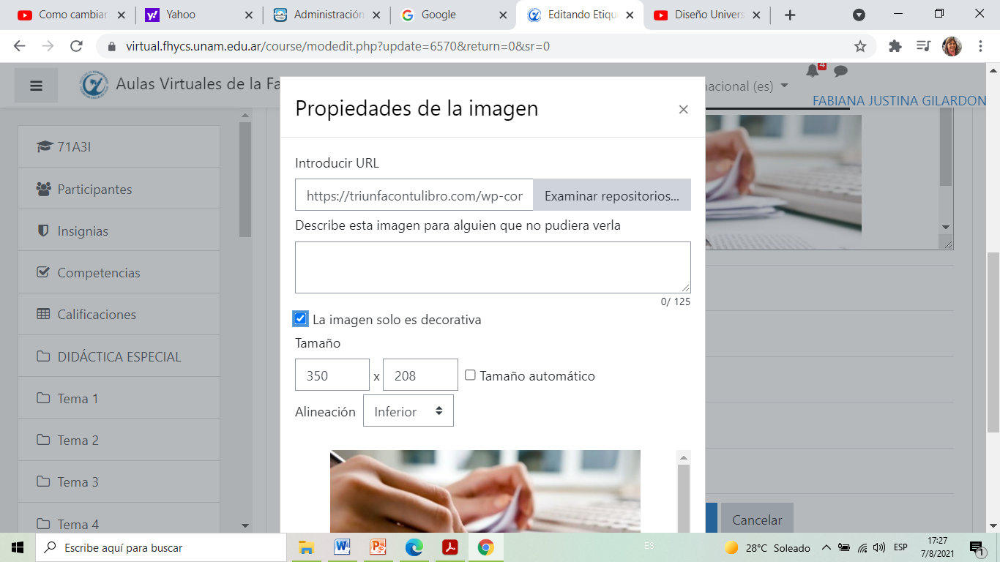 Como cambiar
Yahoo
Administración
Google
Editando Etique
Diseño Univers
virtual.fhycs.unam.edu.ar/course/modedit.php?update=6570&return=0&sr=0
Aulas Virtuales de la Fa
nacional (es)
4
FABIANA JUSTINA GILARDON
71A3I
Participantes
Insignias
Competencias
Calificaciones
DIDÁCTICA ESPECIAL
Tema 1
Tema 2
Tema 3
Tema 4
Propiedades de la imagen
Introducir URL
https://triunfacontulibro.com/wp-cor
Examinar repositorios...
Describe esta imagen para alguien que no pudiera verla
0/ 125
La imagen solo es decorativa
Tamaño
350 x 208 Tamaño automático
Alineación Inferior
Cancelar
Escribe aquí para buscar
ES
28°C Soleado
ESP
17:27
7/8/2021
1